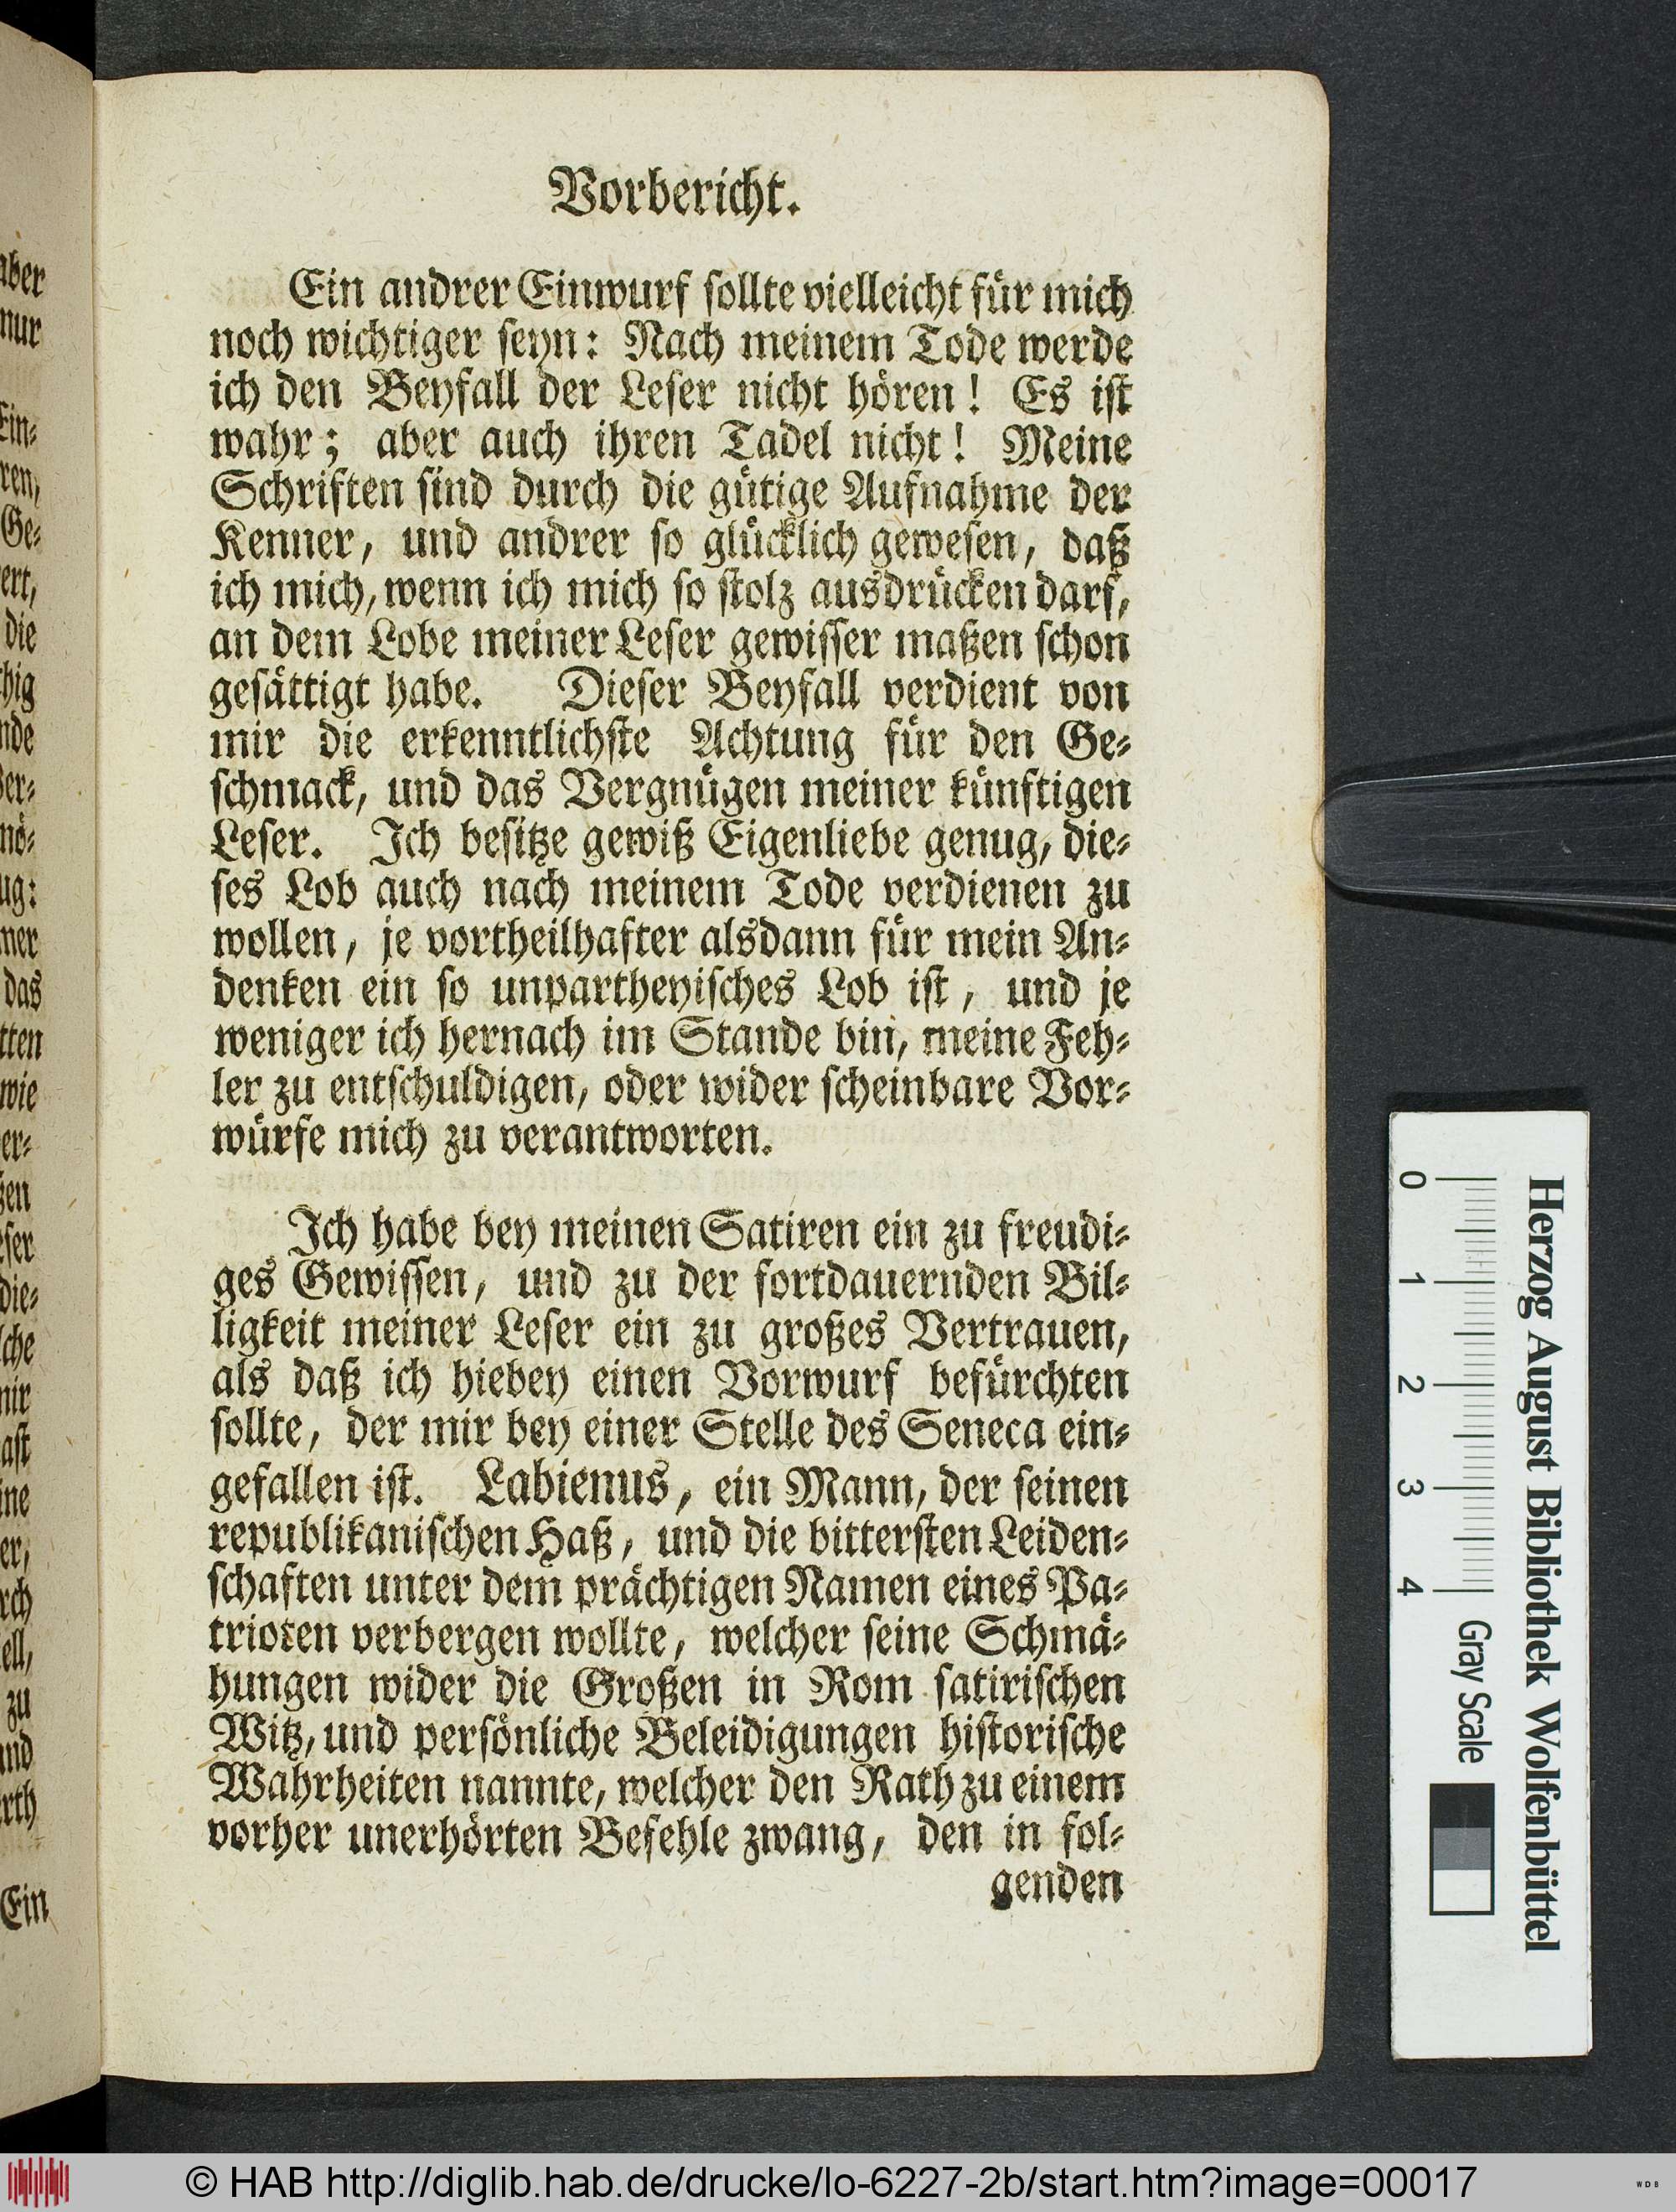 Vorbericht.
Ein andrer Einwurf ſollte vielleicht für mich
noch wichtiger ſeyn: Nach meinem Tode werde
ich den Beyfall der Leſer nicht hören! Es iſt
wahr; aber auch ihren Tadel nicht! Meine
Schriften ſind durch die gütige Aufnahme der
Kenner, und andrer ſo glücklich geweſen, daß
ich mich, wenn ich mich ſo ſtolz ausdrücken darf,
an dem Lobe meiner Leſer gewiſſer maßen ſchon
geſättigt habe. Dieſer Beyfall verdient von
mir die erkenntlichſte Achtung für den Ge⸗
ſchmack, und das Vergnügen meiner künftigen
Leſer. Ich beſitze gewiß Eigenliebe genug, die⸗
ſes Lob auch nach meinem Tode verdienen zu
wollen, je vortheilhafter alsdann für mein An⸗
denken ein ſo unpartheyiſches Lob iſt, und je
weniger ich hernach im Stande bin, meine Feh⸗
ler zu entſchuldigen, oder wider ſcheinbare Vor⸗
würfe mich zu verantworten.
Ich habe bey meinen Satiren ein zu freudi⸗
ges Gewiſſen, und zu der fortdauernden Bil⸗
ligkeit meiner Leſer ein zu großes Vertrauen,
als daß ich hiebey einen Vorwurf befürchten
ſollte, der mir bey einer Stelle des Seneca ein⸗
gefallen iſt. Labienus, ein Mann, der ſeinen
republikaniſchen Haß, und die bitterſten Leiden⸗
ſchaften unter dem prächtigen Namen eines Pa⸗
trioten verbergen wollte, welcher ſeine Schmä⸗
hungen wider die Großen in Rom ſatiriſchen
Witz, und perſönliche Beleidigungen hiſtoriſche
Wahrheiten nannte, welcher den Rath zu einem
vorher unerhörten Befehle zwang, den in fol⸗
genden
aber
nur
Ge⸗
die
das
wie
zu
Ein
Herzog August Bibliothek Wolfenbüttel
0 1 2 3 4 Gray Scale
© HAB http://diglib.hab.de/drucke/lo-6227-2b/start.htm?image=00017
WDB